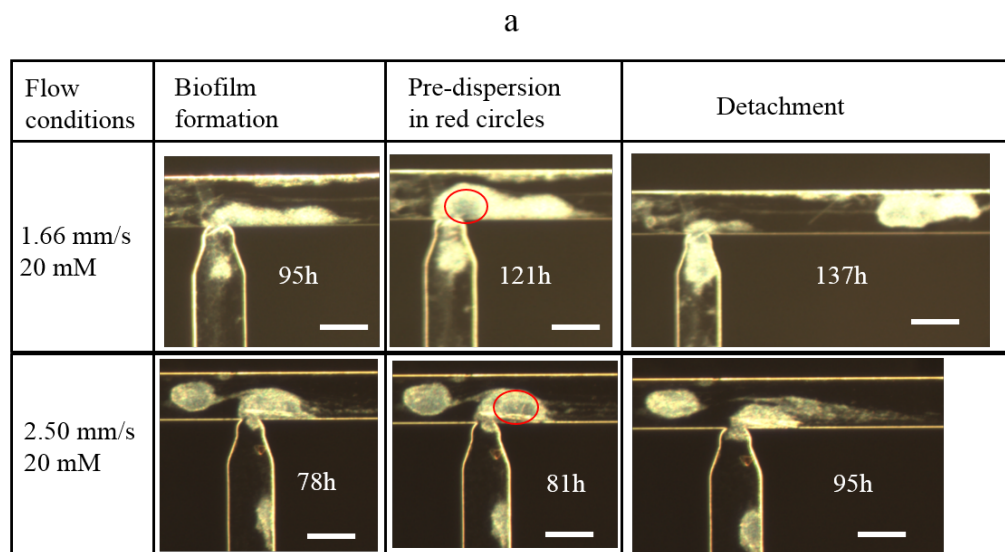 a
Flow
conditions
Biofilm
formation
Pre-dispersion
in red circles
Detachment
1.66 mm/s
20 mM
95h
121h
137h
2.50 mm/s
20 mM
78h
81h
95h